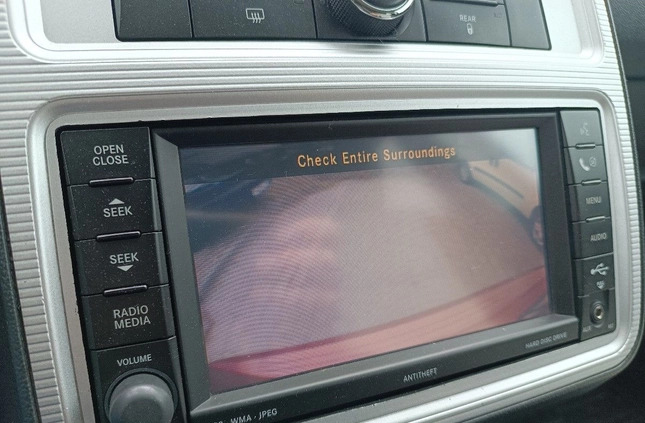 REAR
Check Entire Surroundings
OPEN
CLOSE
SEEK
SEEK
RADIO
MEDIA
VOLUME
MENU
AUDIO
HARD DISC DRIVE
ANTITHEFT
WMA - JPEG